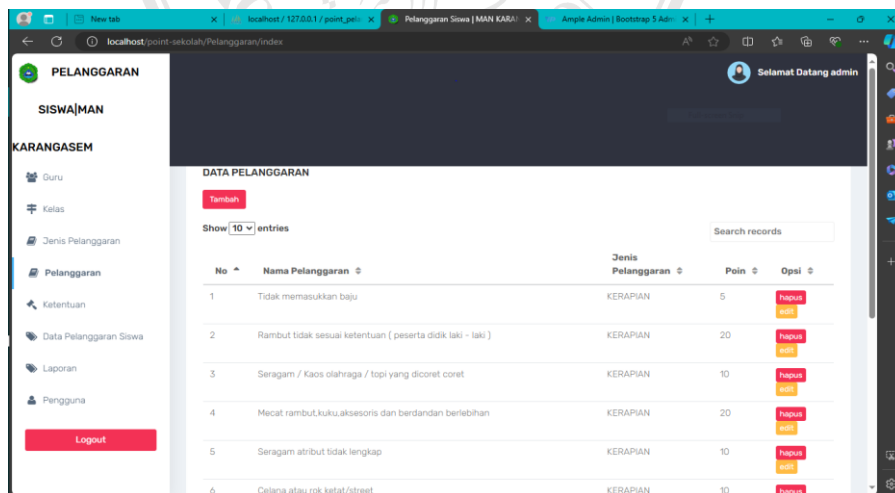 New tab
localhost / 127.0.0.1 / point_pel
Pelanggaran Siswa | MAN KARAN
Ample Admin | Bootstrap 5 Adm
localhost/point-sekolah/Pelanggaran/index
PELANGGARAN
SISWA|MAN
KARANGASEM
Selamat Datang admin
Guru
Kelas
Jenis Pelanggaran
Pelanggaran
Ketentuan
Data Pelanggaran Siswa
Laporan
Pengguna
Logout
DATA PELANGGARAN
Tambah
Show 10 entries
Search records
No Nama Pelanggaran Jenis Pelanggaran Poin Opsi
1 Tidak memasukkan baju KERAPIAN 5 hapus
edit
2 Rambut tidak sesuai ketentuan ( peserta didik laki - laki ) KERAPIAN 20 hapus
edit
3 Seragam / Kaos olahraga / topi yang dicoret coret KERAPIAN 10 hapus
edit
4 Mecat rambut,kuku,aksesoris dan berdandan berlebihan KERAPIAN 20 hapus
edit
5 Seragam atribut tidak lengkap KERAPIAN 10 hapus
edit
6 Celana atau rok ketat/street KERAPIAN 10 hapus